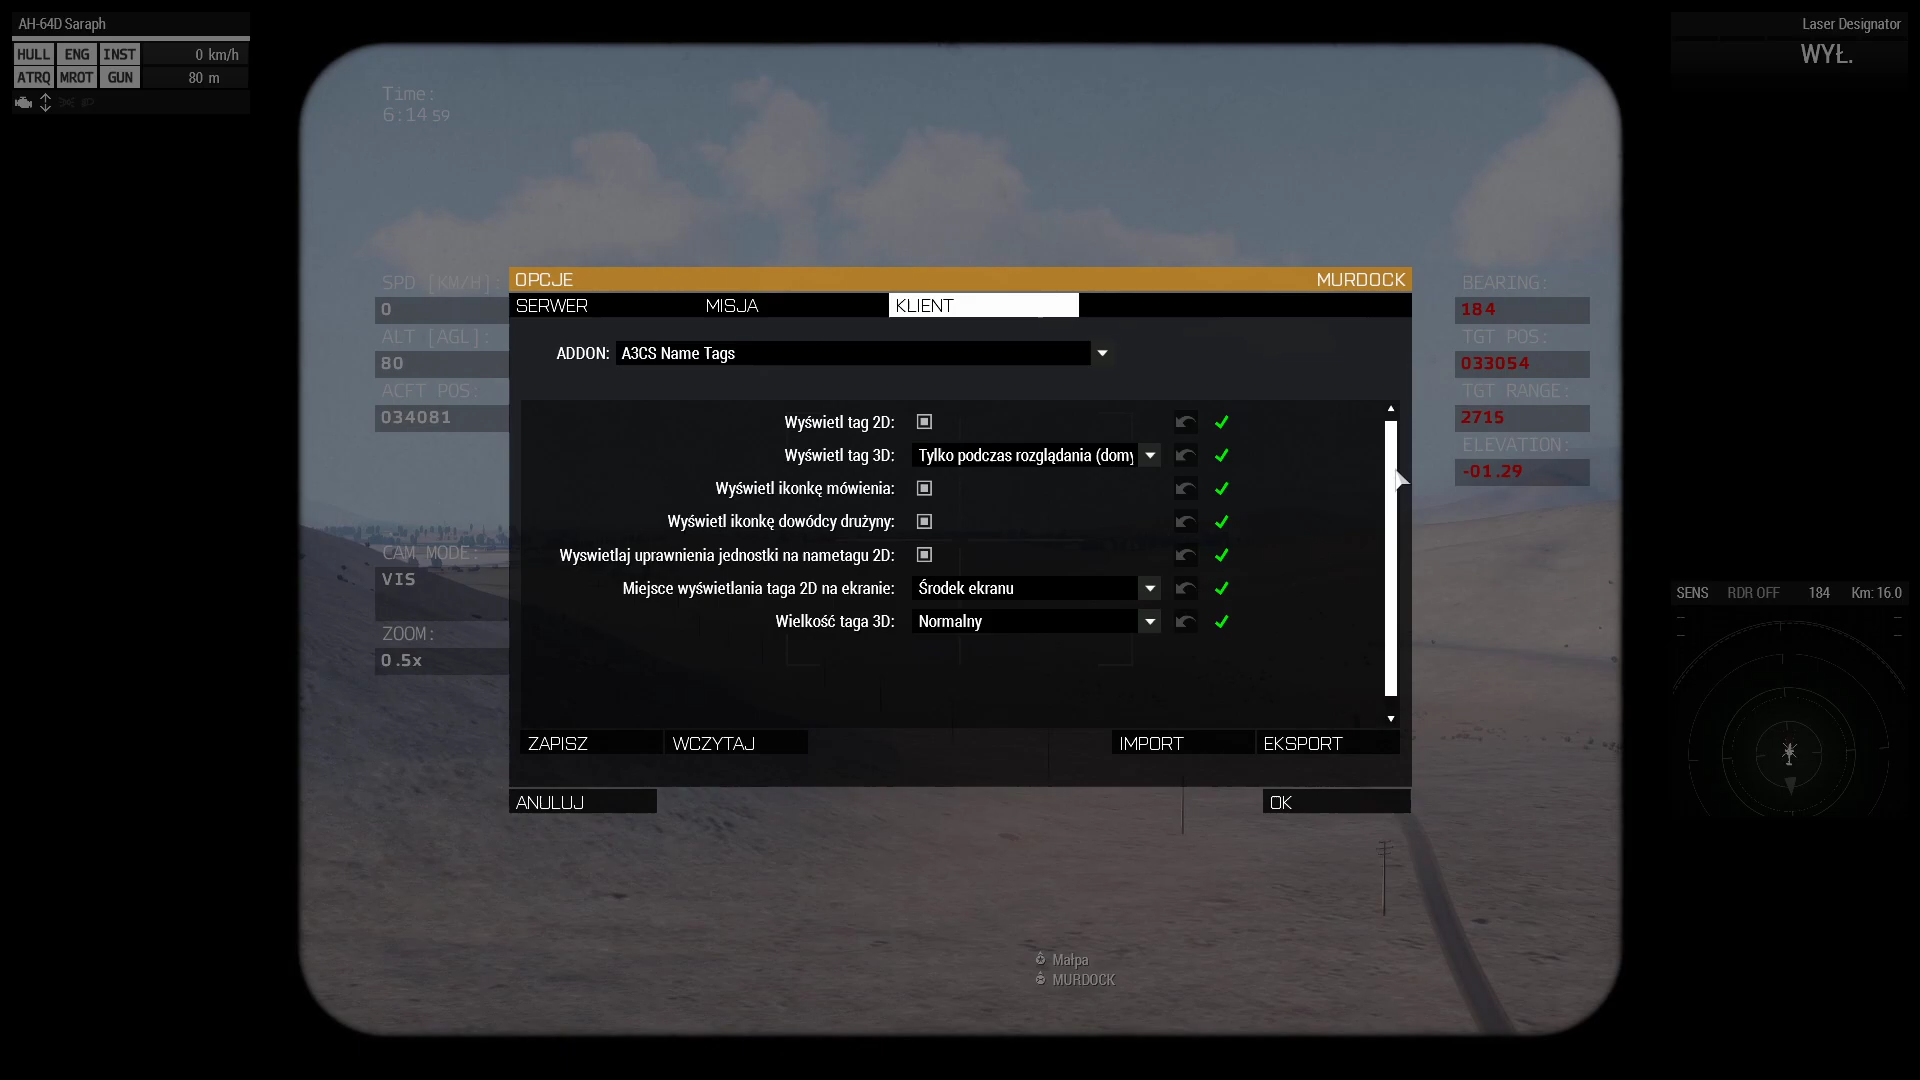 AH-64D Saraph
HULL ENG INST 0 km/h
ATRQ MROT GUN 80 m
Laser Designator
WYŁ.
Time:
6:14 59
SPD [KM/H]:
0
ALT [AGL]:
80
ACFT POS:
034081
CAM MODE:
VIS
ZOOM:
0.5x
OPCJE MURDOCK
SERWER MISJA KLIENT
ADDON: A3CS Name Tags
Wyświetl tag 2D:
Wyświetl tag 3D: Tylko podczas rozglądania (domy
Wyświetl ikonkę mówienia:
Wyświetl ikonkę dowódcy drużyny:
Wyswietlaj uprawnienia jednostki na nametagu 2D:
Miejsce wyświetlania taga 2D na ekranie: Środek ekranu
Wielkość taga 3D: Normalny
ZAPISZ WCZYTAJ IMPORT EKSPORT
ANULUJ OK
BEARING:
184
TGT POS:
033054
TGT RANGE:
2715
ELEVATION:
-01.29
SENS RDR OFF 184 Km: 16.0
Małpa
MURDOCK